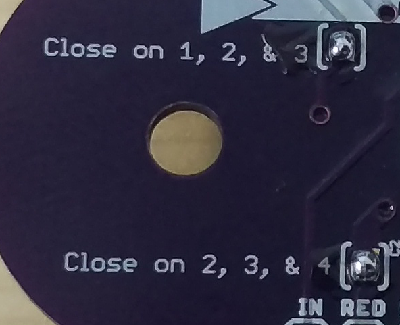 Close on 1, 2, & 3
Close on 2, 3, & 4
IN RED